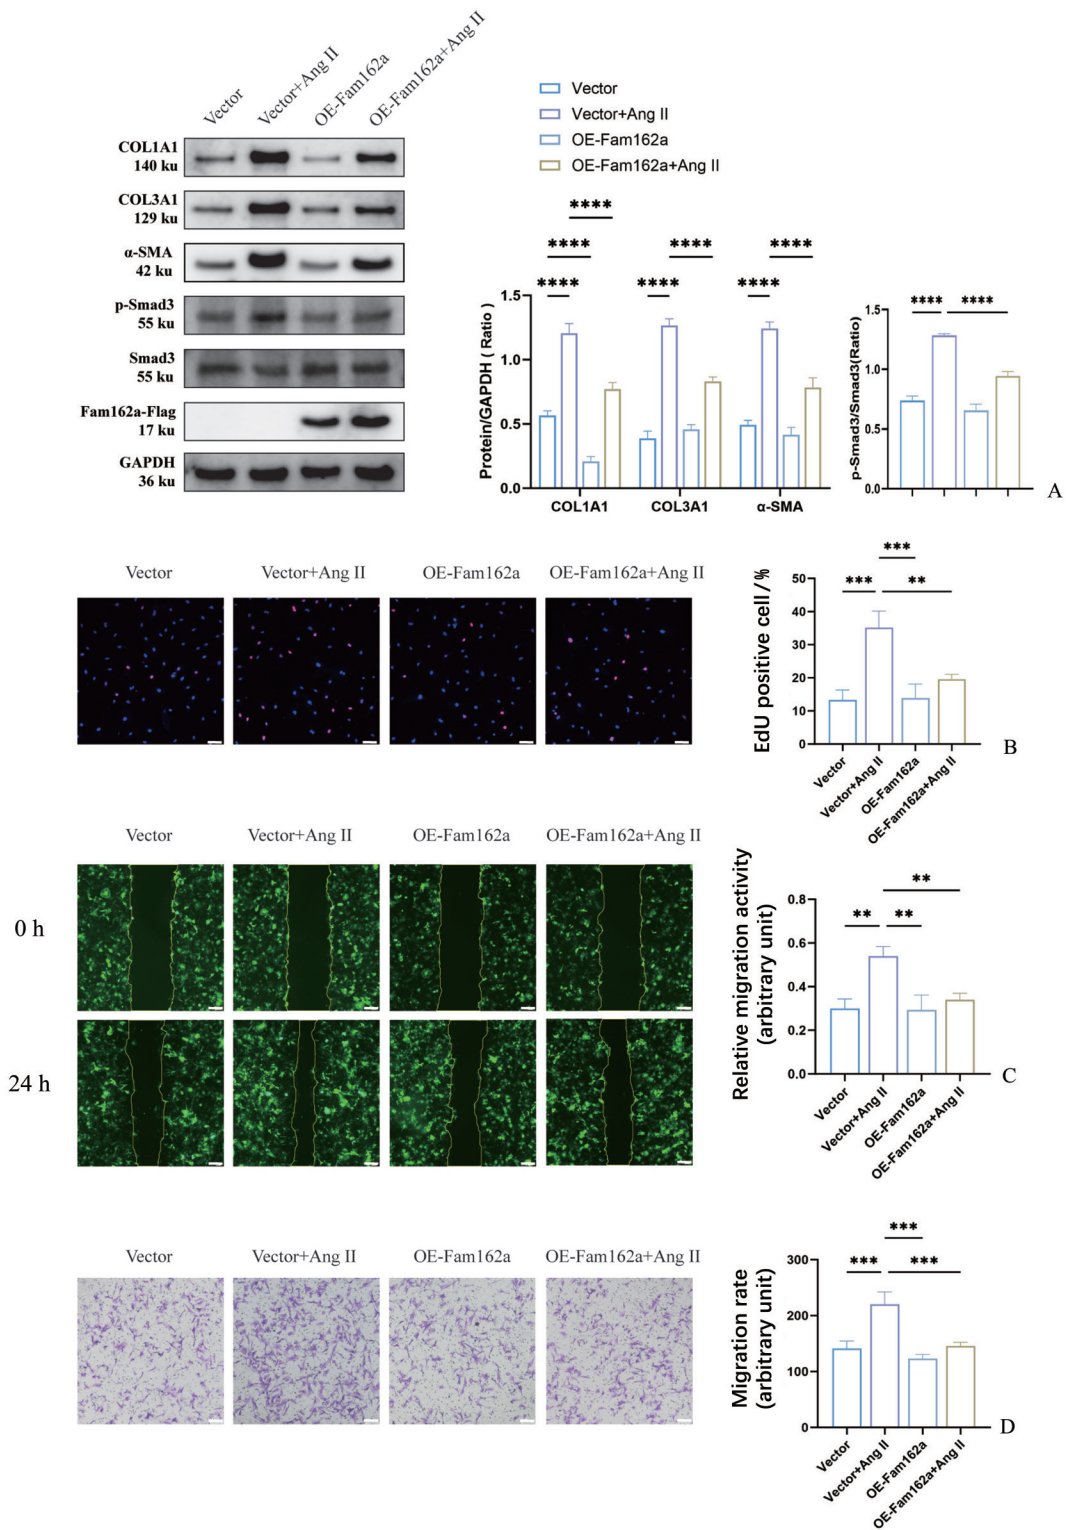 Vector
Vector+Ang II
OE-Fam162a
OE-Fam162a+Ang II
COL1A1
140 ku
COL3A1
129 ku
α-SMA
42 ku
p-Smad3
55 ku
Smad3
55 ku
Fam162a-Flag
17 ku
GAPDH
36 ku
Vector
Vector+Ang II
OE-Fam162a
OE-Fam162a+Ang II
Protein/GAPDH ( Ratio )
1.5
1.0
0.5
0.0
****
****
****
****
****
****
****
COL1A1
COL3A1
α-SMA
p-Smad3/Smad3(Ratio)
1.5
1.0
0.5
0.0
****
****
A
Vector
Vector+Ang II
OE-Fam162a
OE-Fam162a+Ang II
EdU positive cell / %
50
40
30
20
10
0
***
***
**
Vector
Vector+Ang II
OE-Fam162a
OE-Fam162a+Ang II
B
Vector
Vector+Ang II
OE-Fam162a
OE-Fam162a+Ang II
0 h
24 h
Relative migration activity
(arbitrary unit)
0.8
0.6
0.4
0.2
0.0
**
**
**
Vector
Vector+Ang II
OE-Fam162a
OE-Fam162a+Ang II
C
Vector
Vector+Ang II
OE-Fam162a
OE-Fam162a+Ang II
Migration rate
(arbitrary unit)
300
200
100
0
***
***
***
Vector
Vector+Ang II
OE-Fam162a
OE-Fam162a+Ang II
D